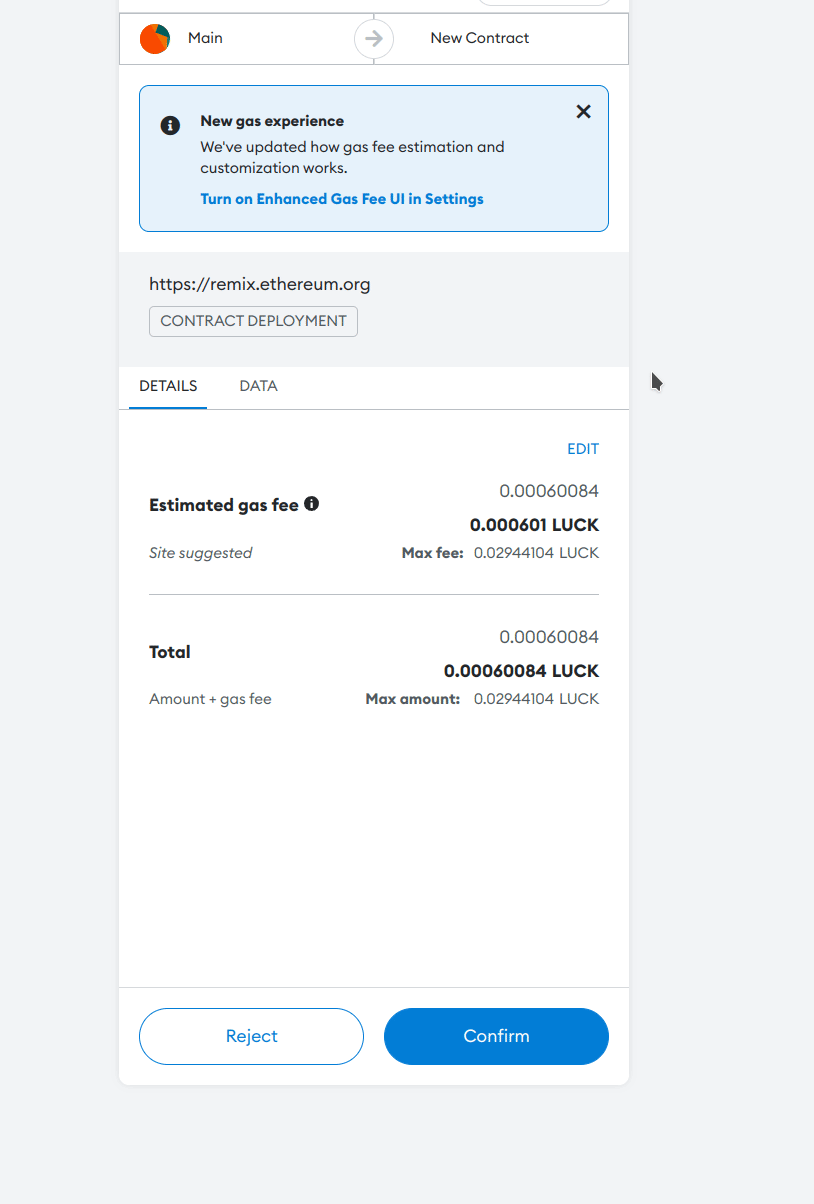 Main
New Contract
New gas experience
We've updated how gas fee estimation and
customization works.
Turn on Enhanced Gas Fee UI in Settings
https://remix.ethereum.org
CONTRACT DEPLOYMENT
DETAILS
DATA
EDIT
0.00060084
Estimated gas fee
0.000601 LUCK
Site suggested
Max fee: 0.02944104 LUCK
0.00060084
Total
0.00060084 LUCK
Amount + gas fee
Max amount: 0.02944104 LUCK
Reject
Confirm